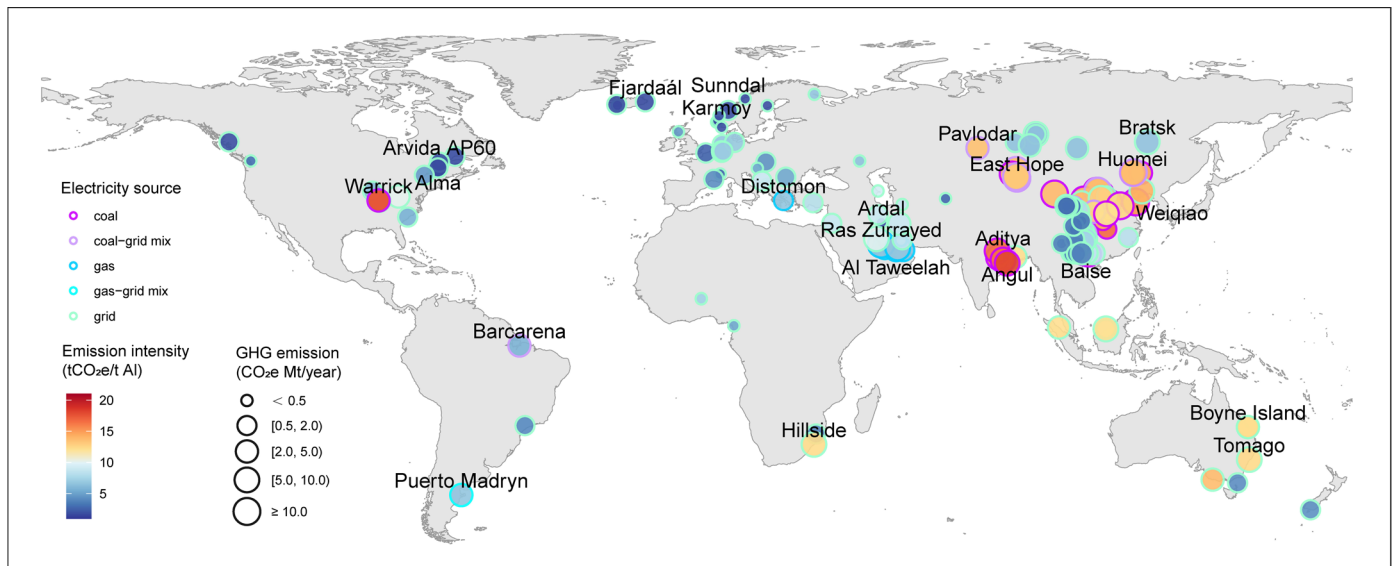 Fjardaál
Sunndal
Karmoy
Pavlodar
Bratsk
Arvida AP60
East Hope
Huomei
Electricity source
Warrick
Alma
Distomon
coal
Ardal
Weiqiao
coal-grid mix
Ras Zurrayed
Aditya
gas
Al Taweelah
Angul
Baise
gas-grid mix
grid
Barcarena
Emission intensity
(tCO₂e/t Al)
GHG emission
(CO₂e Mt/year)
20
< 0.5
15
[0.5, 2.0)
Boyne Island
Hillside
10
[2.0, 5.0)
Tomago
5
[5.0, 10.0)
Puerto Madryn
≥ 10.0